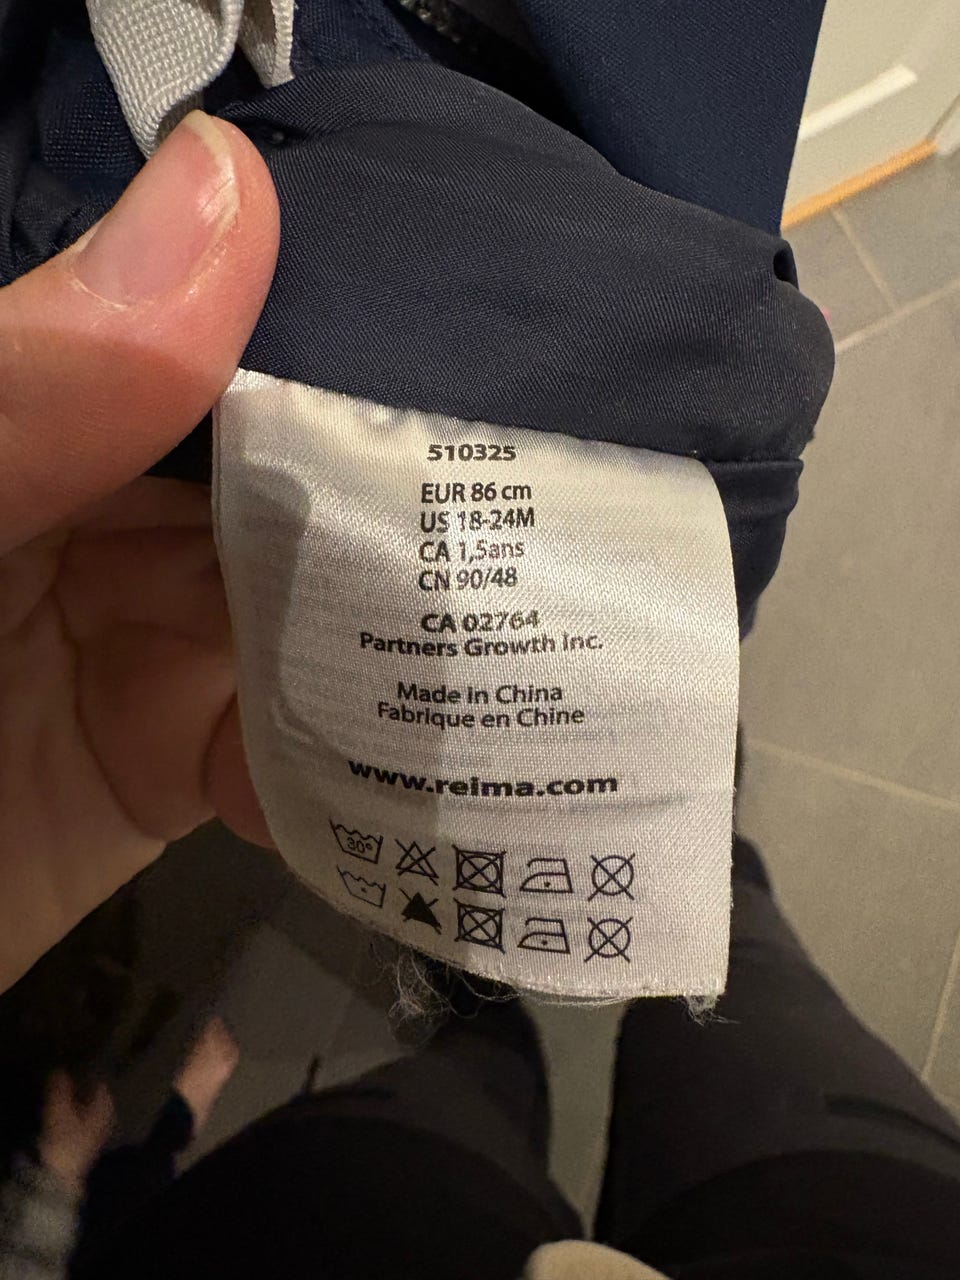 510325
EUR 86 cm
US 18-24M
CA 1,5ans
CN 90/48
CA 02764
Partners Growth Inc.
Made in China
Fabrique en Chine
www.reima.com
30°